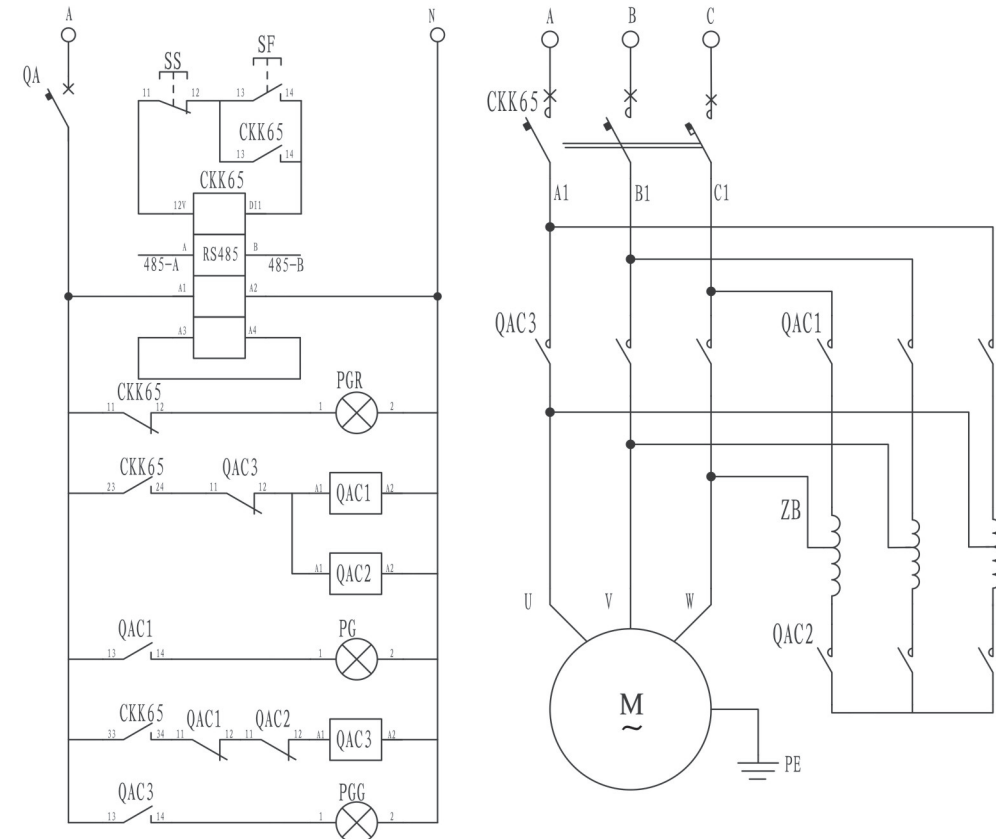 A
N
A
B
C
QA
SS
SF
11
12
13
14
CKK65
13
14
CKK65
CKK65
12V
DI1
A
RS485
B
485-A
485-B
A1
A2
A3
A4
A1
B1
C1
QAC3
QAC1
CKK65
PGR
11
12
1
2
CKK65
QAC3
23
24
11
12
A1
QAC1
A2
A1
QAC2
A2
ZB
U
V
W
QAC1
PG
13
14
1
2
QAC2
M
~
CKK65
QAC1
QAC2
33
34
11
12
11
12
A1
QAC3
A2
PE
QAC3
PGG
13
14
1
2